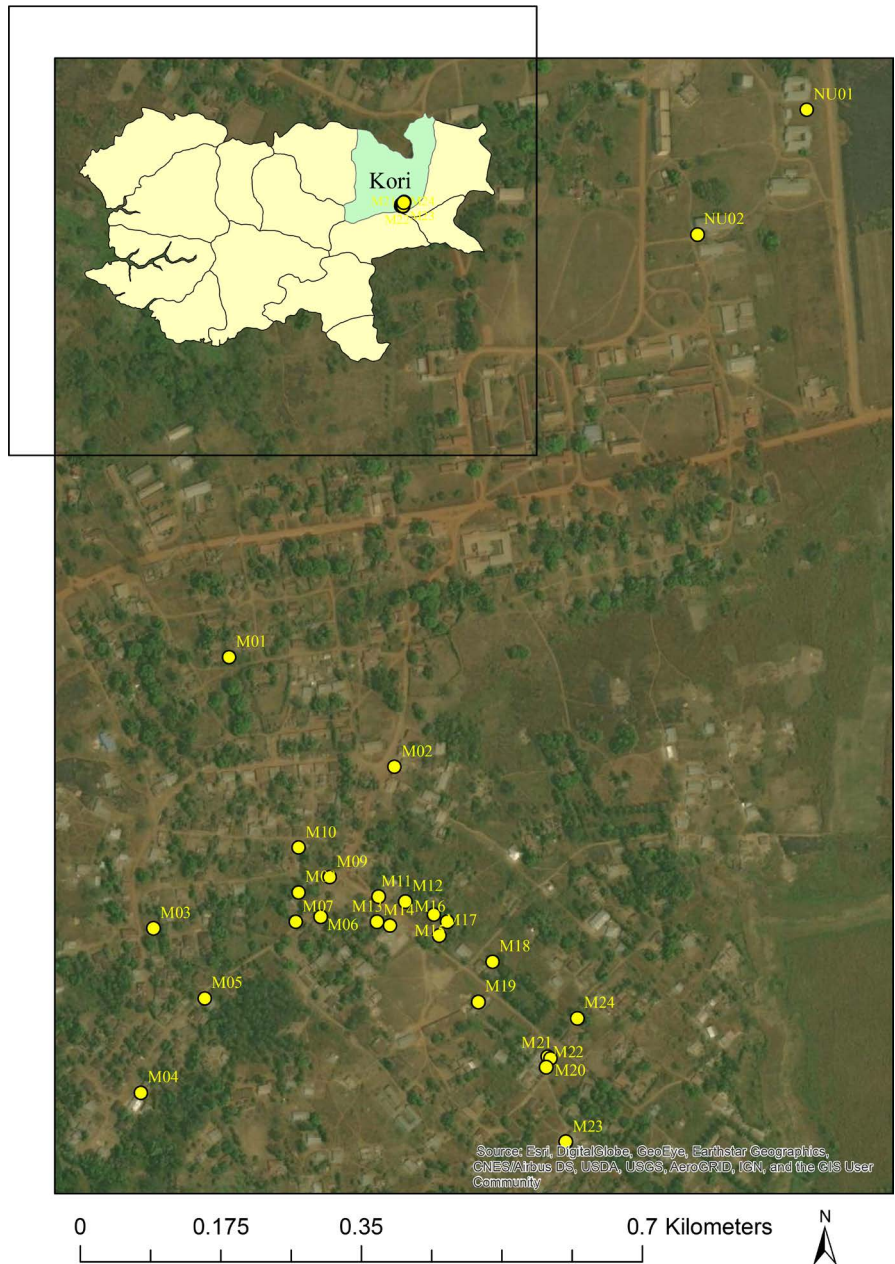 NU01
NU02
Kori
M24
M01
M02
M10
M09
M07
M06
M11
M12
M13
M14
M16
M17
M03
M18
M05
M19
M24
M21
M22
M20
M04
M23
Source: Esri, DigitalGlobe, GeoEye, Earthstar Geographics,
CNES/Airbus DS, USDA, USGS, AeroGRID, IGN, and the GIS User
Community
0 0.175 0.35 0.7 Kilometers
N